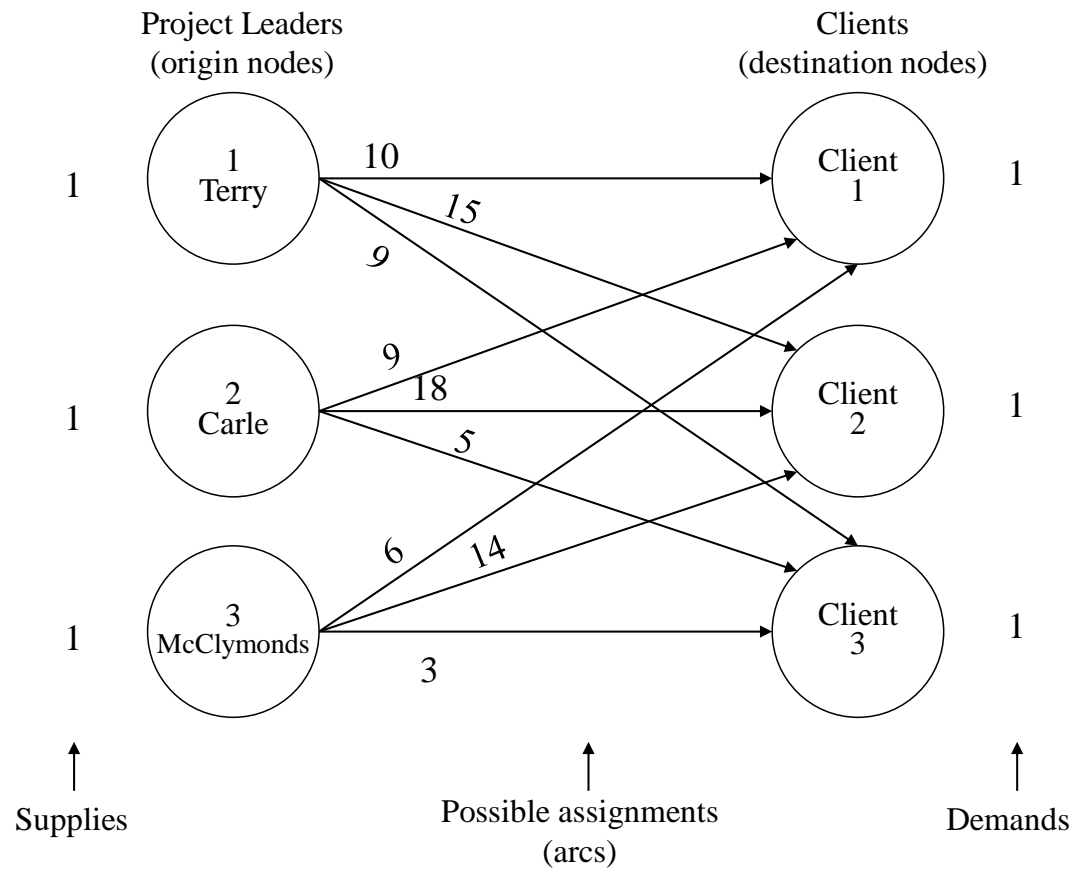 Project Leaders
(origin nodes)
Clients
(destination nodes)
1
1
Terry
10
15
9
Client
1
1
1
2
Carle
9
18
5
Client
2
1
1
3
McClymonds
6
14
3
Client
3
1
Supplies
Possible assignments
(arcs)
Demands